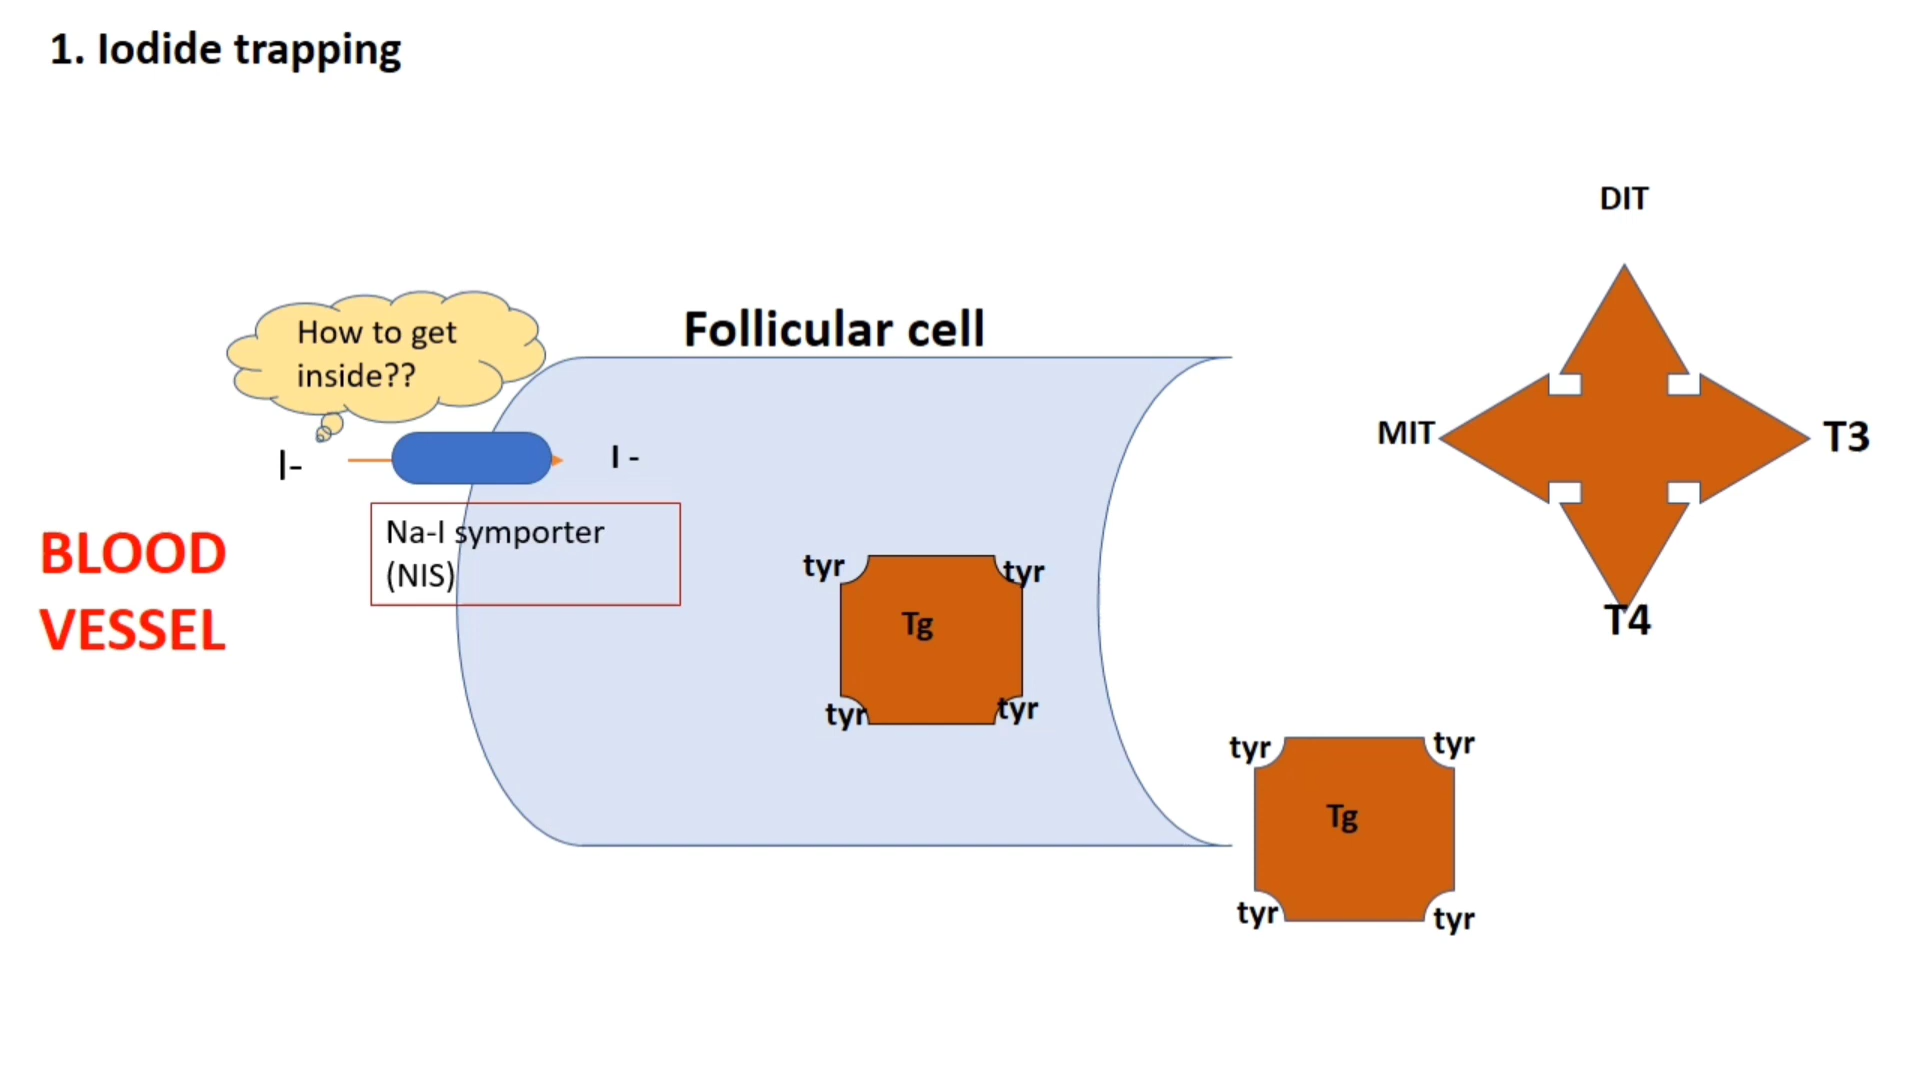 1. Iodide trapping
DIT
How to get
inside??
Follicular cell
MIT
T3
I-
I -
Na-I symporter
(NIS)
BLOOD
VESSEL
tyr
tyr
Tg
tyr
tyr
T4
tyr
tyr
Tg
tyr
tyr